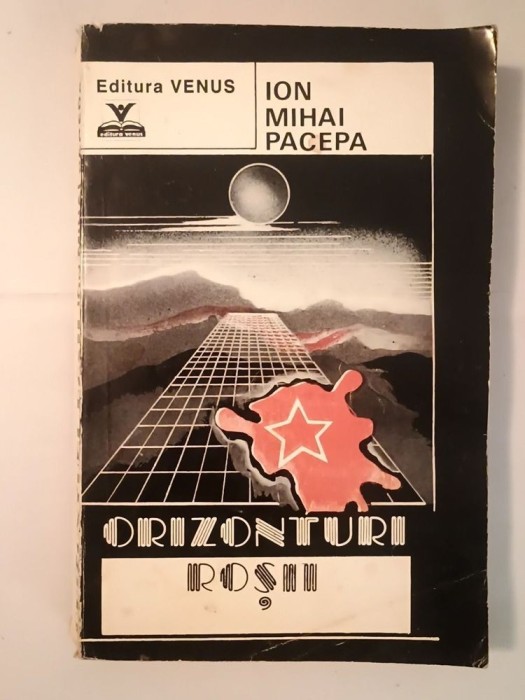 Editura VENUS
editura venus
ION
MIHAI
PACEPA
ORIZONTURI
ROȘII